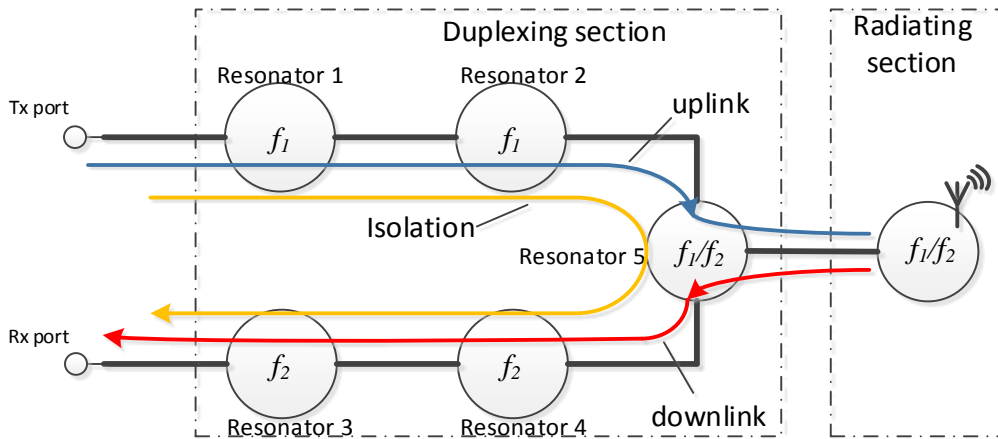 Duplexing section
Radiating
section
Resonator 1
Resonator 2
Tx port
uplink
f1
f1
Isolation
Resonator 5
f1/f2
f1/f2
Rx port
f2
f2
downlink
Resonator 3
Resonator 4